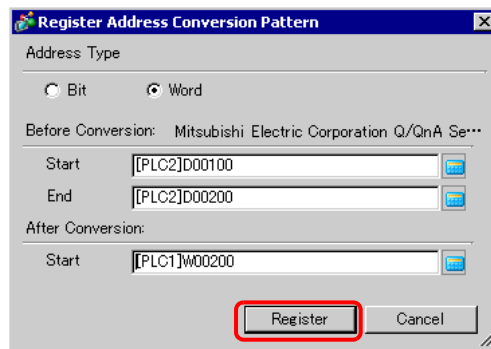 Register Address Conversion Pattern
Address Type
Bit Word
Before Conversion: Mitsubishi Electric Corporation Q/QnA Se···
Start [PLC2]D00100
End [PLC2]D00200
After Conversion:
Start [PLC1]W00200
Register Cancel